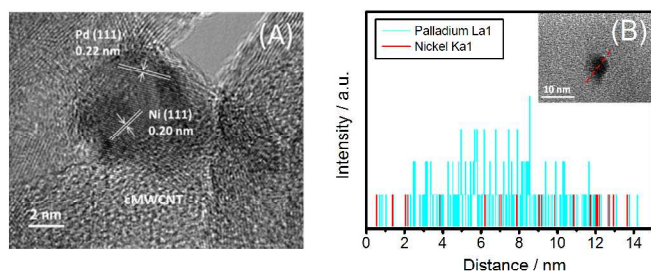 (A)
Pd (111)
0.22 nm
Ni (111)
0.20 nm
cMWCNT
2 nm
(B)
Palladium La1
Nickel Ka1
10 nm
Intensity / a.u.
0 2 4 6 8 10 12 14
Distance / nm